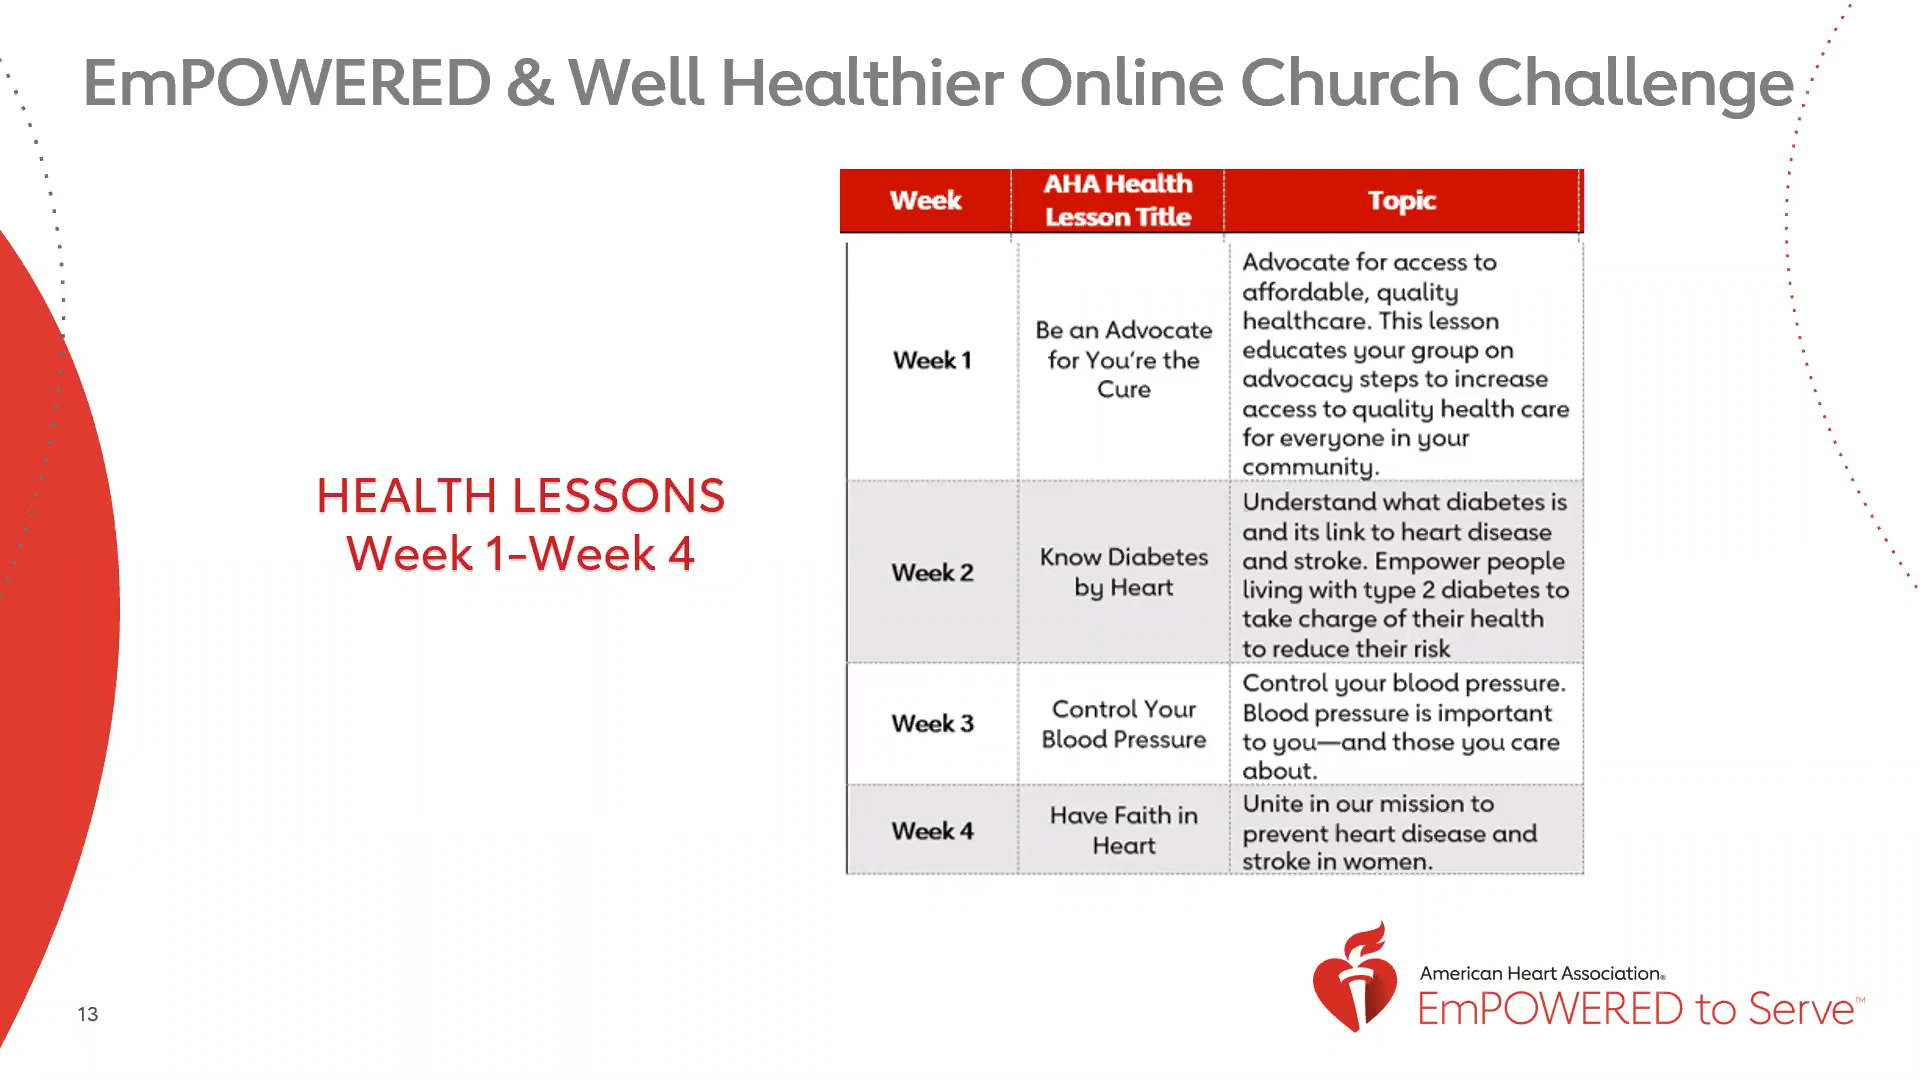 EmPOWERED & Well Healthier Online Church Challenge
HEALTH LESSONS
Week 1–Week 4
Week
AHA Health
Lesson Title
Topic
Week 1
Be an Advocate
for You’re the
Cure
Advocate for access to
affordable, quality
healthcare. This lesson
educates your group on
advocacy steps to increase
access to quality health care
for everyone in your
community.
Week 2
Know Diabetes
by Heart
Understand what diabetes is
and its link to heart disease
and stroke. Empower people
living with type 2 diabetes to
take charge of their health
to reduce their risk
Week 3
Control Your
Blood Pressure
Control your blood pressure.
Blood pressure is important
to you—and those you care
about.
Week 4
Have Faith in
Heart
Unite in our mission to
prevent heart disease and
stroke in women.
American Heart Association®
EmPOWERED to Serve™
13